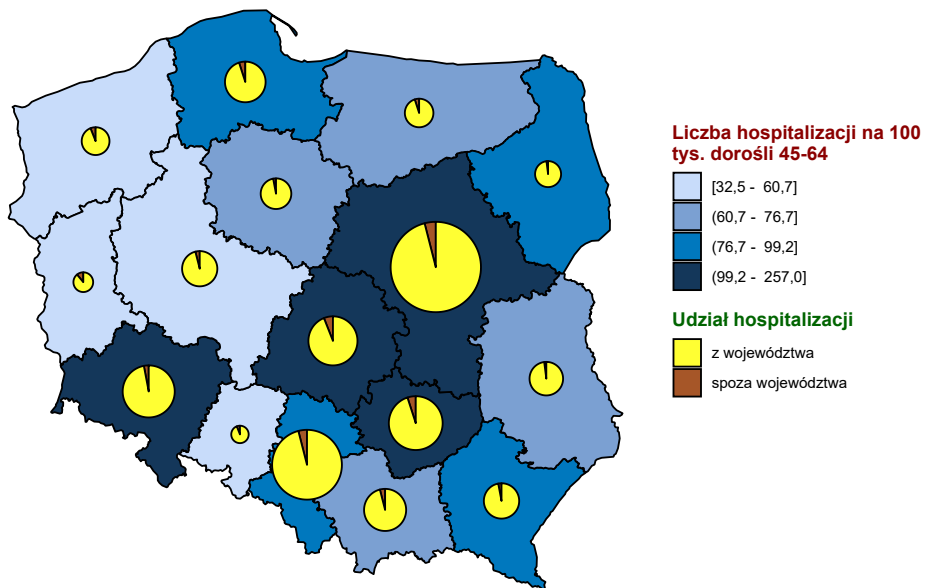 Liczba hospitalizacji na 100
tys. dorośli 45-64
[32,5 - 60,7]
(60,7 - 76,7]
(76,7 - 99,2]
(99,2 - 257,0]
Udział hospitalizacji
z województwa
spoza województwa